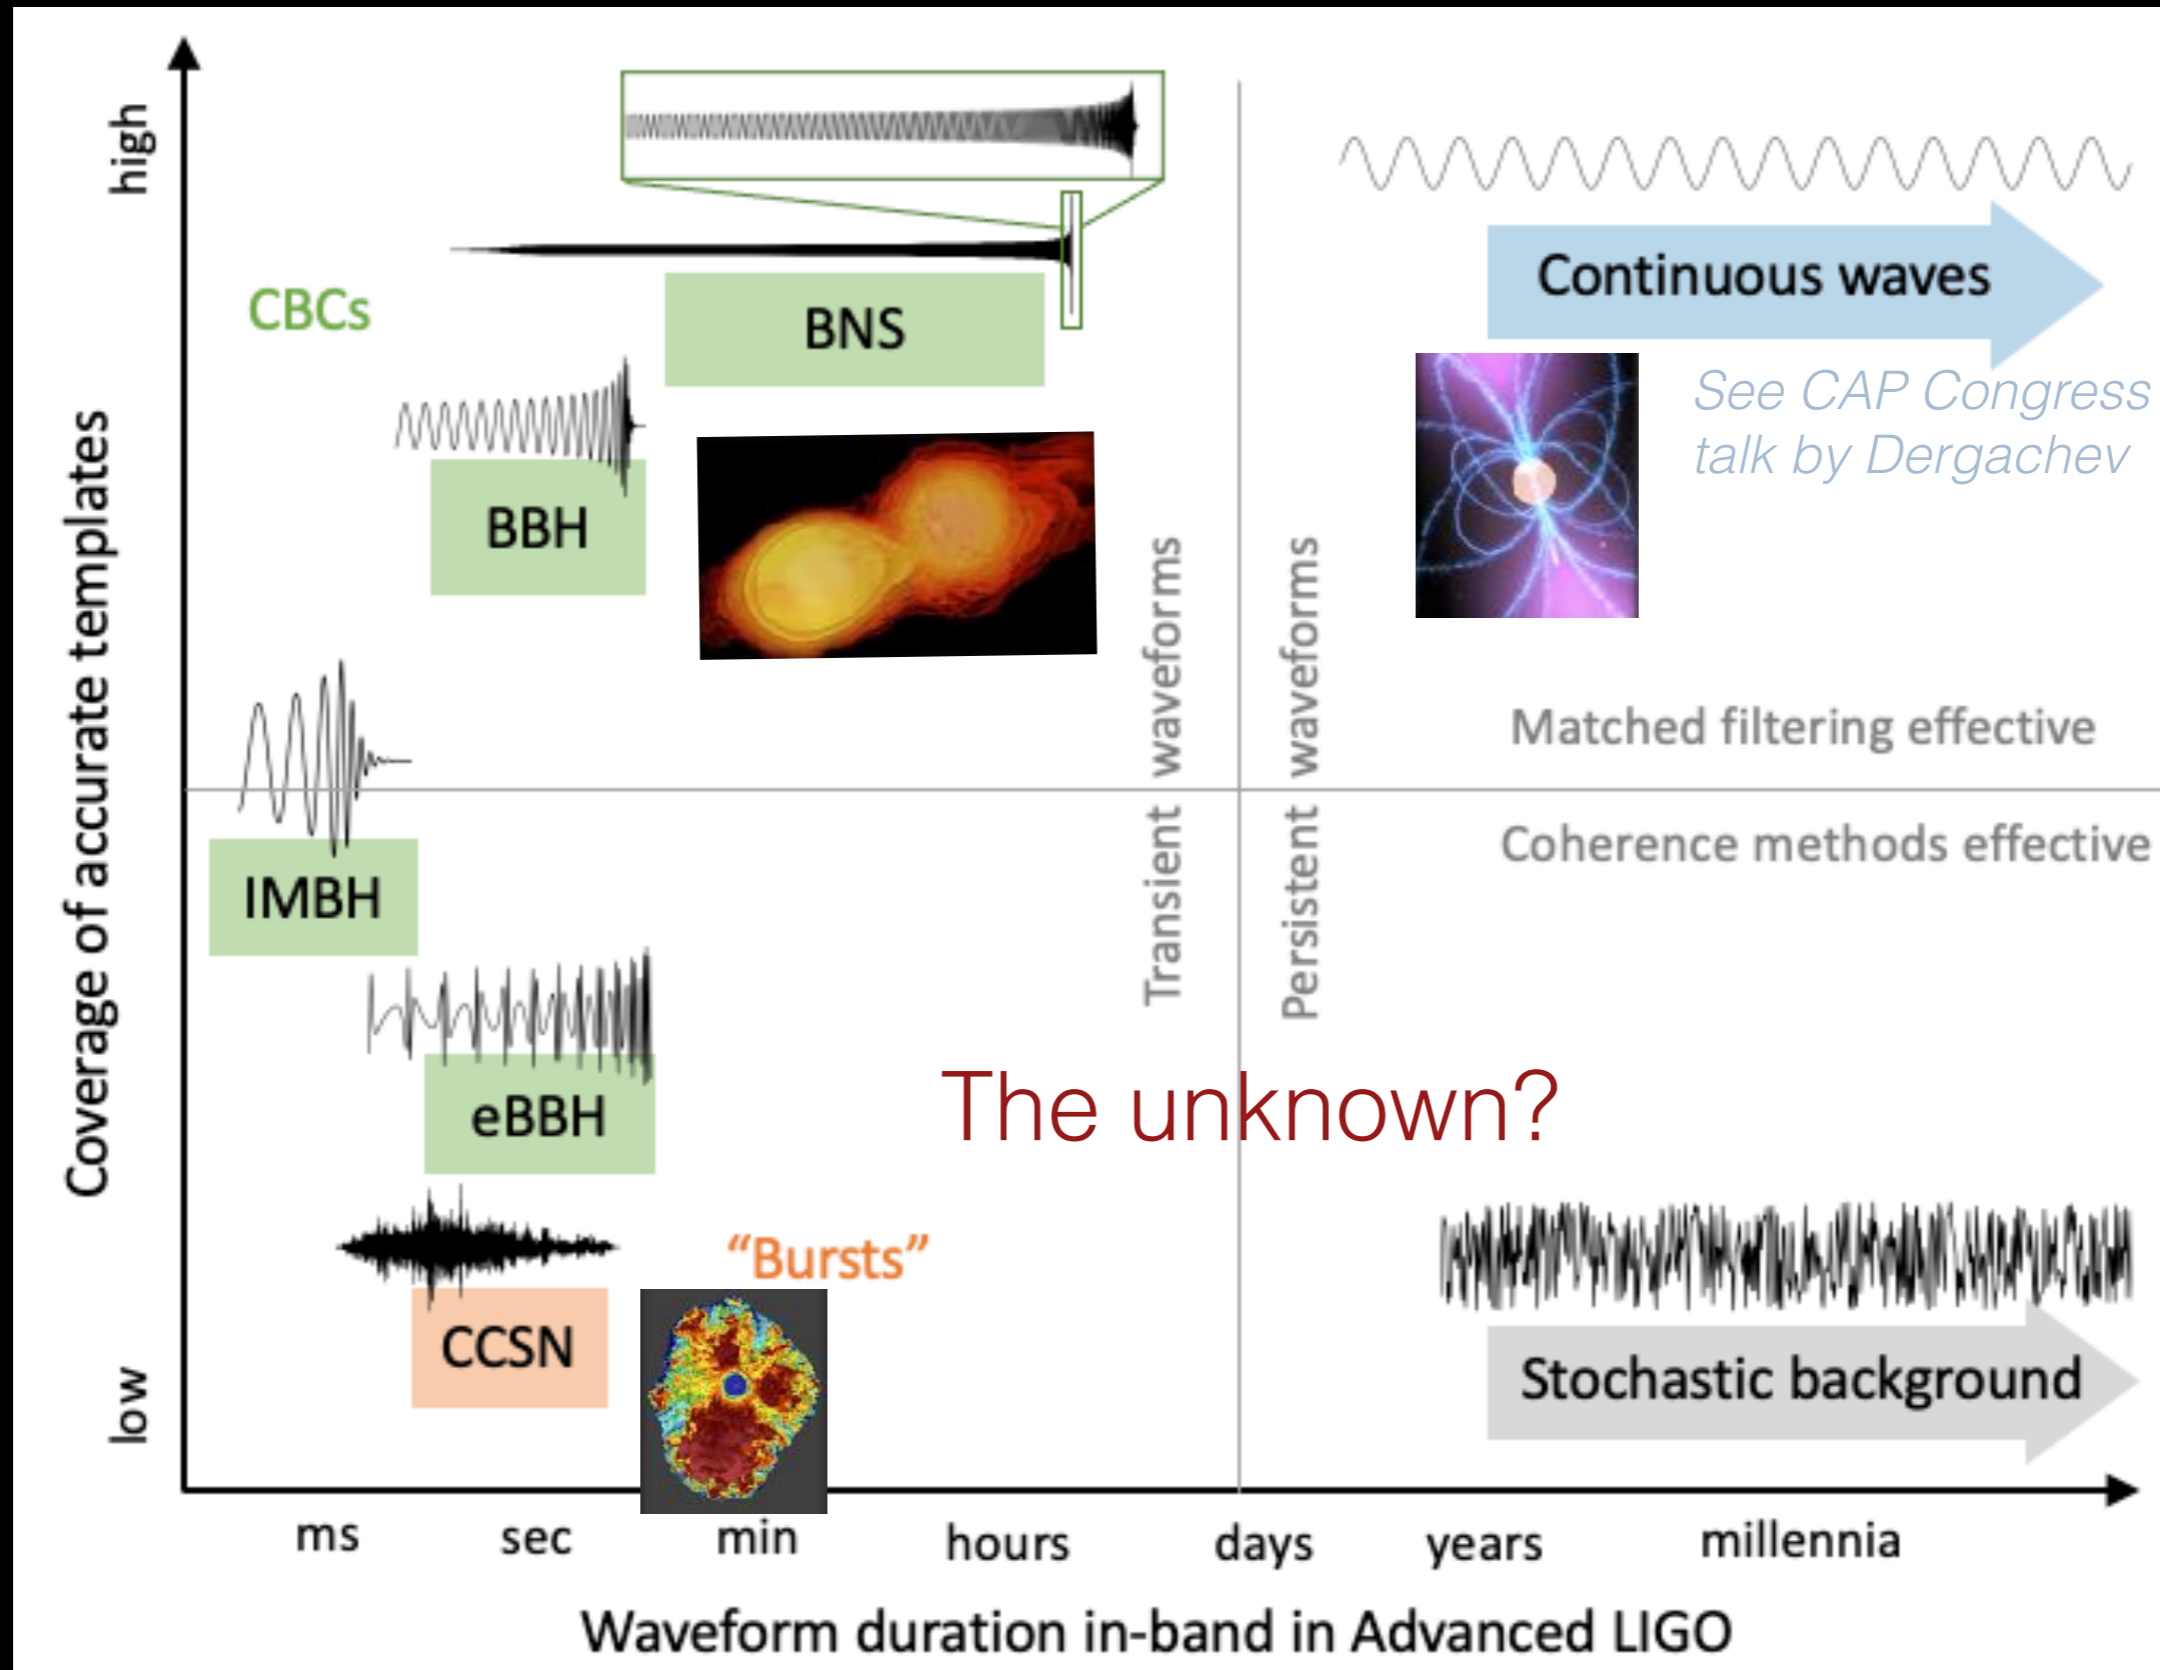 high
Coverage of accurate templates
low
CBCs
BNS
BBH
IMBH
eBBH
CCSN
“Bursts”
Transient waveforms
Persistent waveforms
Continuous waves
See CAP Congress
talk by Dergachev
Matched filtering effective
Coherence methods effective
The unknown?
Stochastic background
ms sec min hours days years millennia
Waveform duration in-band in Advanced LIGO